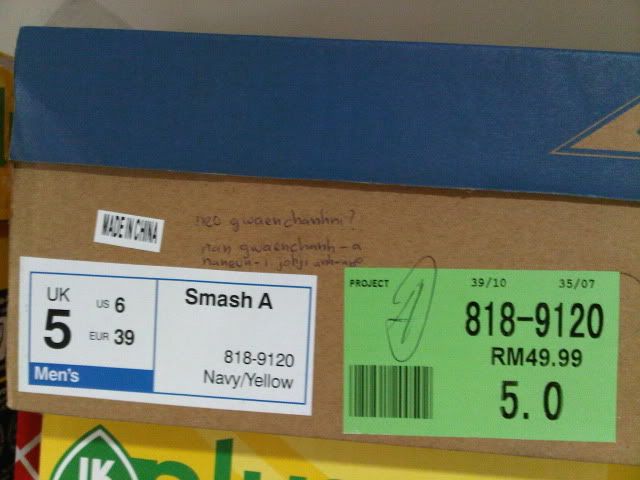 MADE IN CHINA
neo gwaenchanhni?
nan gwaenchanh-a
UK
5
US 6
EUR 39
Men's
Smash A
818-9120
Navy/Yellow
PROJECT
39/10
35/07
818-9120
RM49.99
5.0
plus